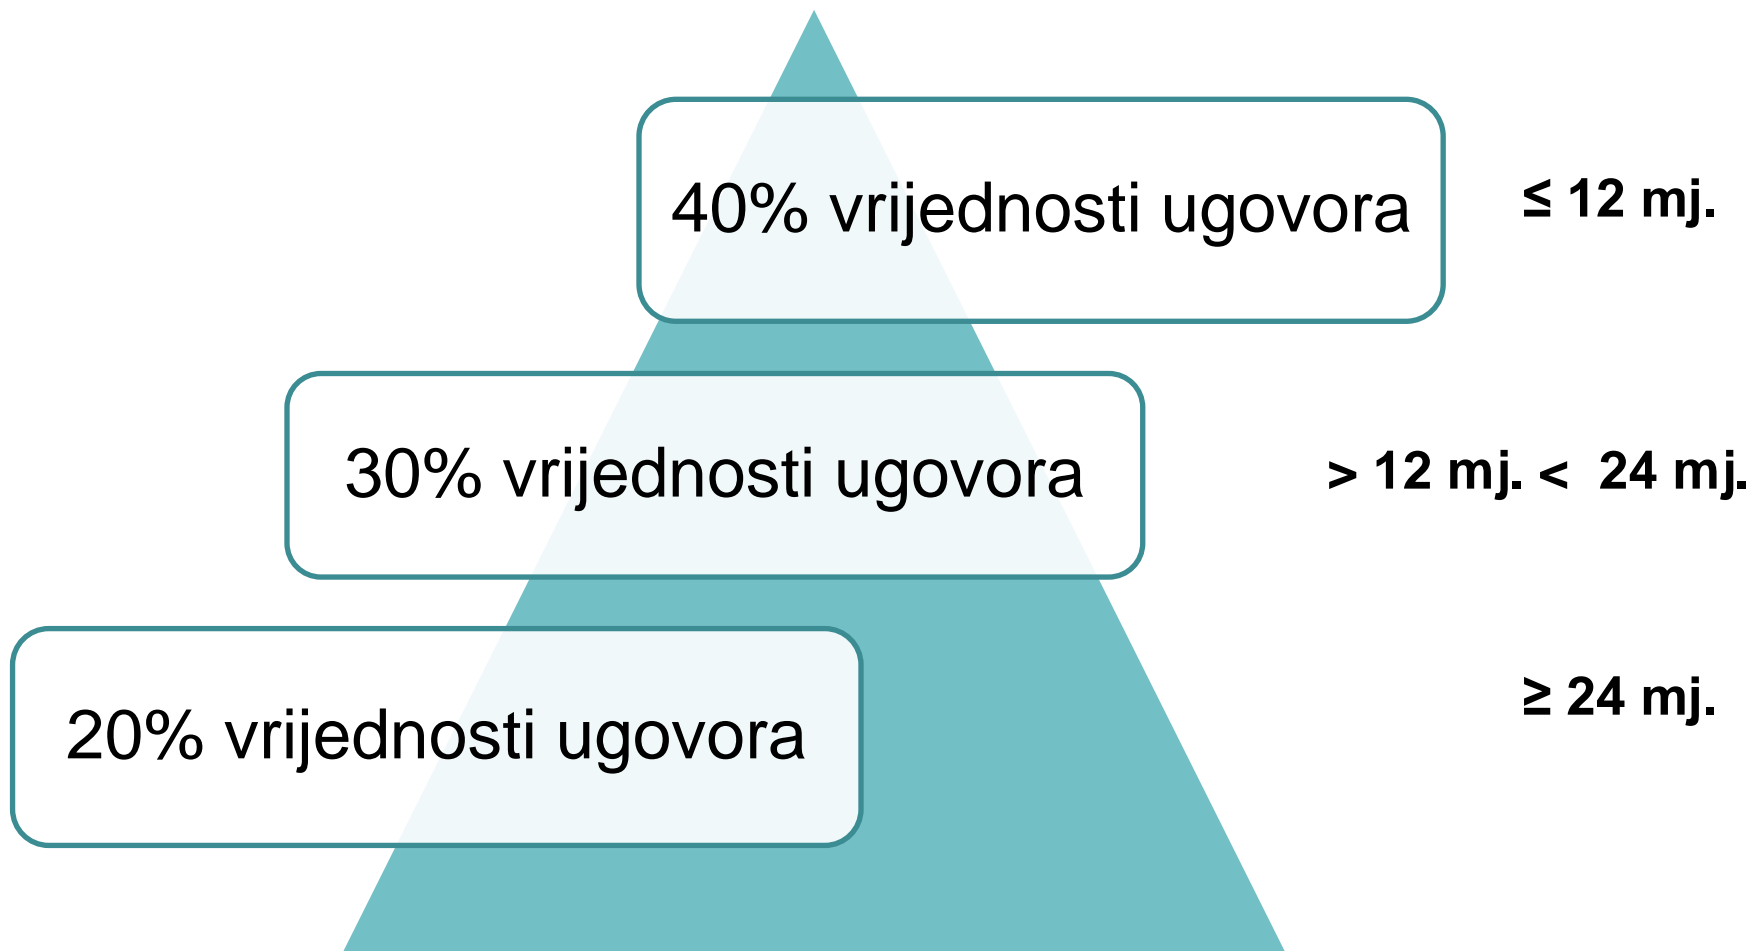 40% vrijednosti ugovora
≤ 12 mj.
30% vrijednosti ugovora
> 12 mj. < 24 mj.
20% vrijednosti ugovora
≥ 24 mj.